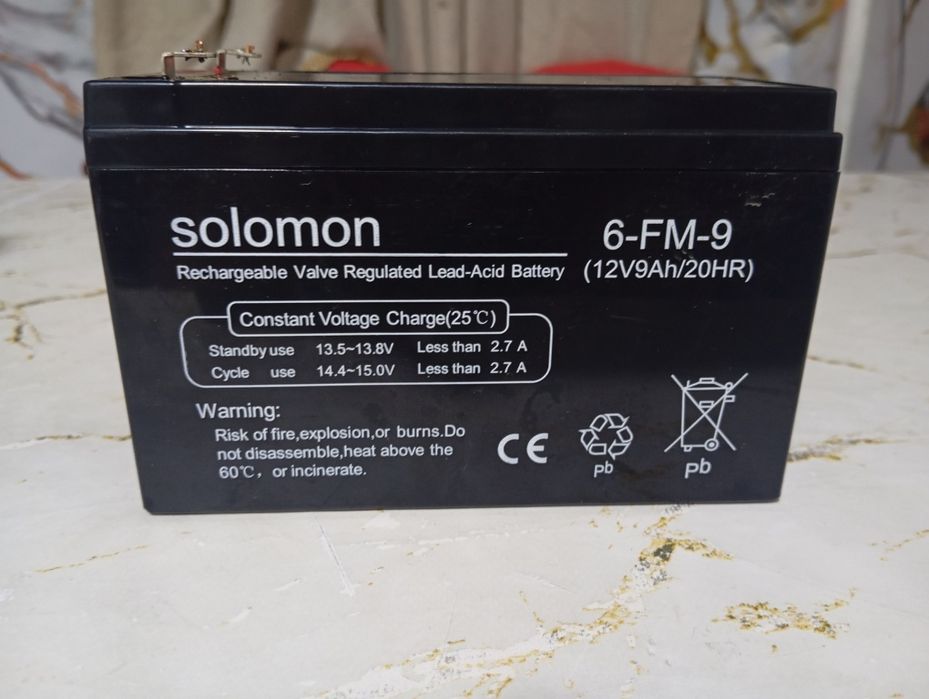 solomon
Rechargeable Valve Regulated Lead-Acid Battery
6-FM-9
(12V9Ah/20HR)
Constant Voltage Charge(25℃)
Standby use 13.5~13.8V Less than 2.7 A
Cycle use 14.4~15.0V Less than 2.7 A
Warning:
Risk of fire,explosion,or burns.Do
not disassemble,heat above the
60℃, or incinerate.
CE
Pb
Pb